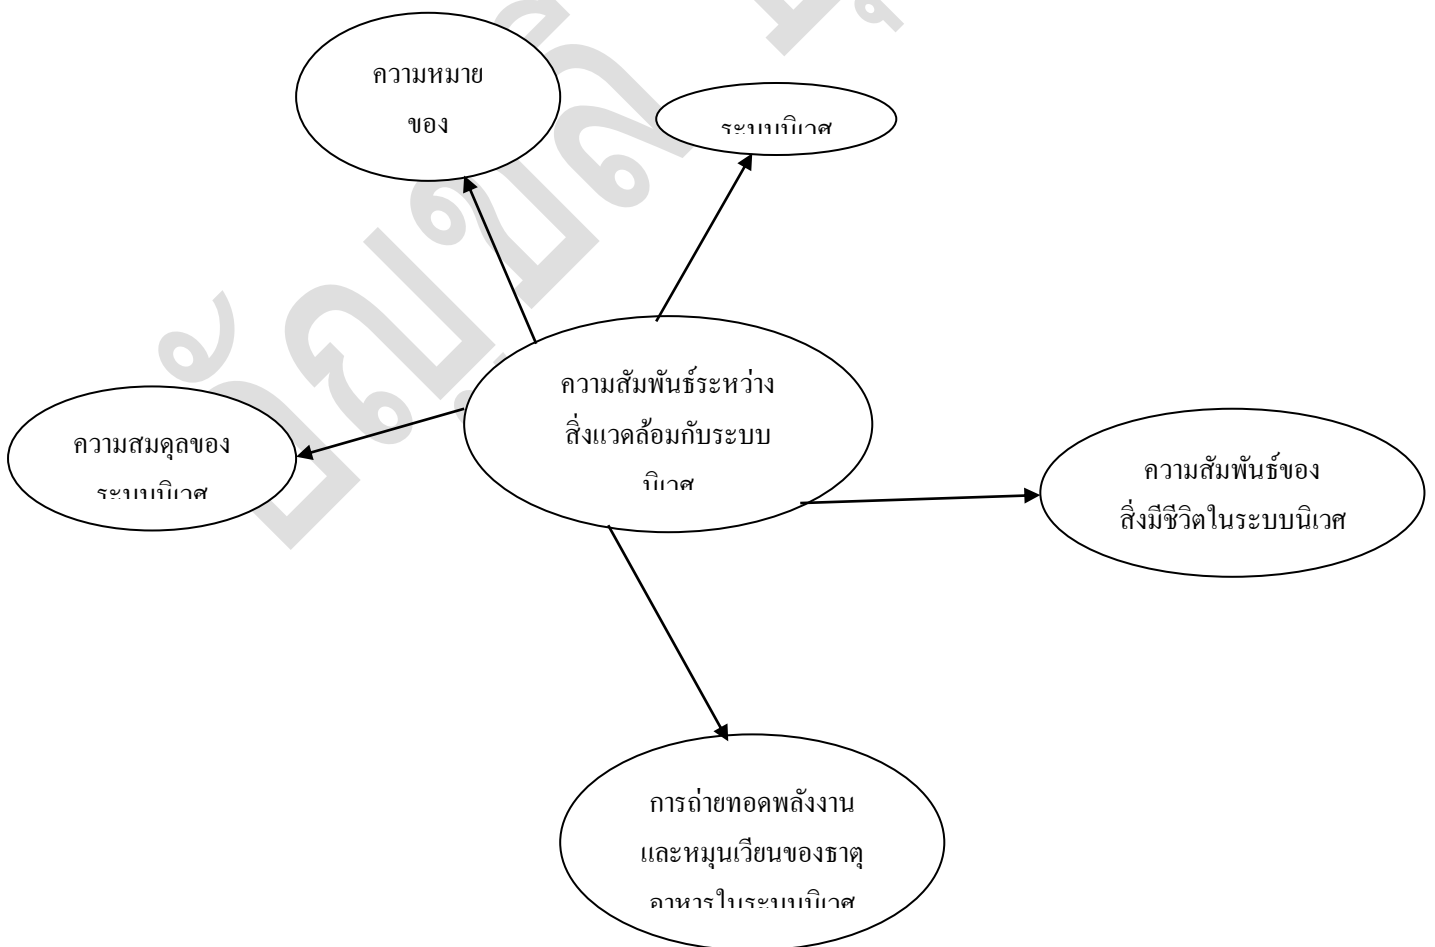 ความหมาย
ของ
ระบบนิเวศ
ความสัมพันธ์ระหว่าง
สิ่งแวดล้อมกับระบบ
นิเวศ
ความสมดุลของ
ระบบนิเวศ
ความสัมพันธ์ของ
สิ่งมีชีวิตในระบบนิเวศ
การถ่ายทอดพลังงาน
และหมุนเวียนของธาตุ
อาหารในระบบนิเวศ